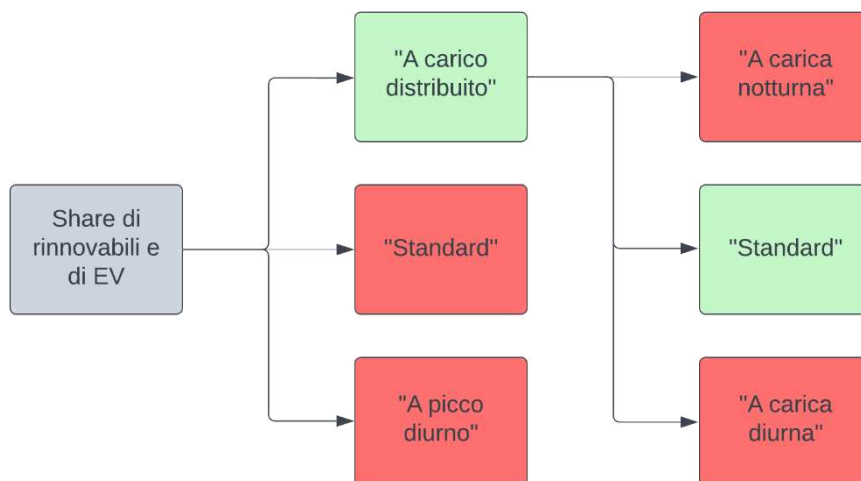 "A carico
distribuito"
"A carica
notturna"
Share di
rinnovabili e
di EV
"Standard"
"Standard"
"A picco
diurno"
"A carica
diurna"